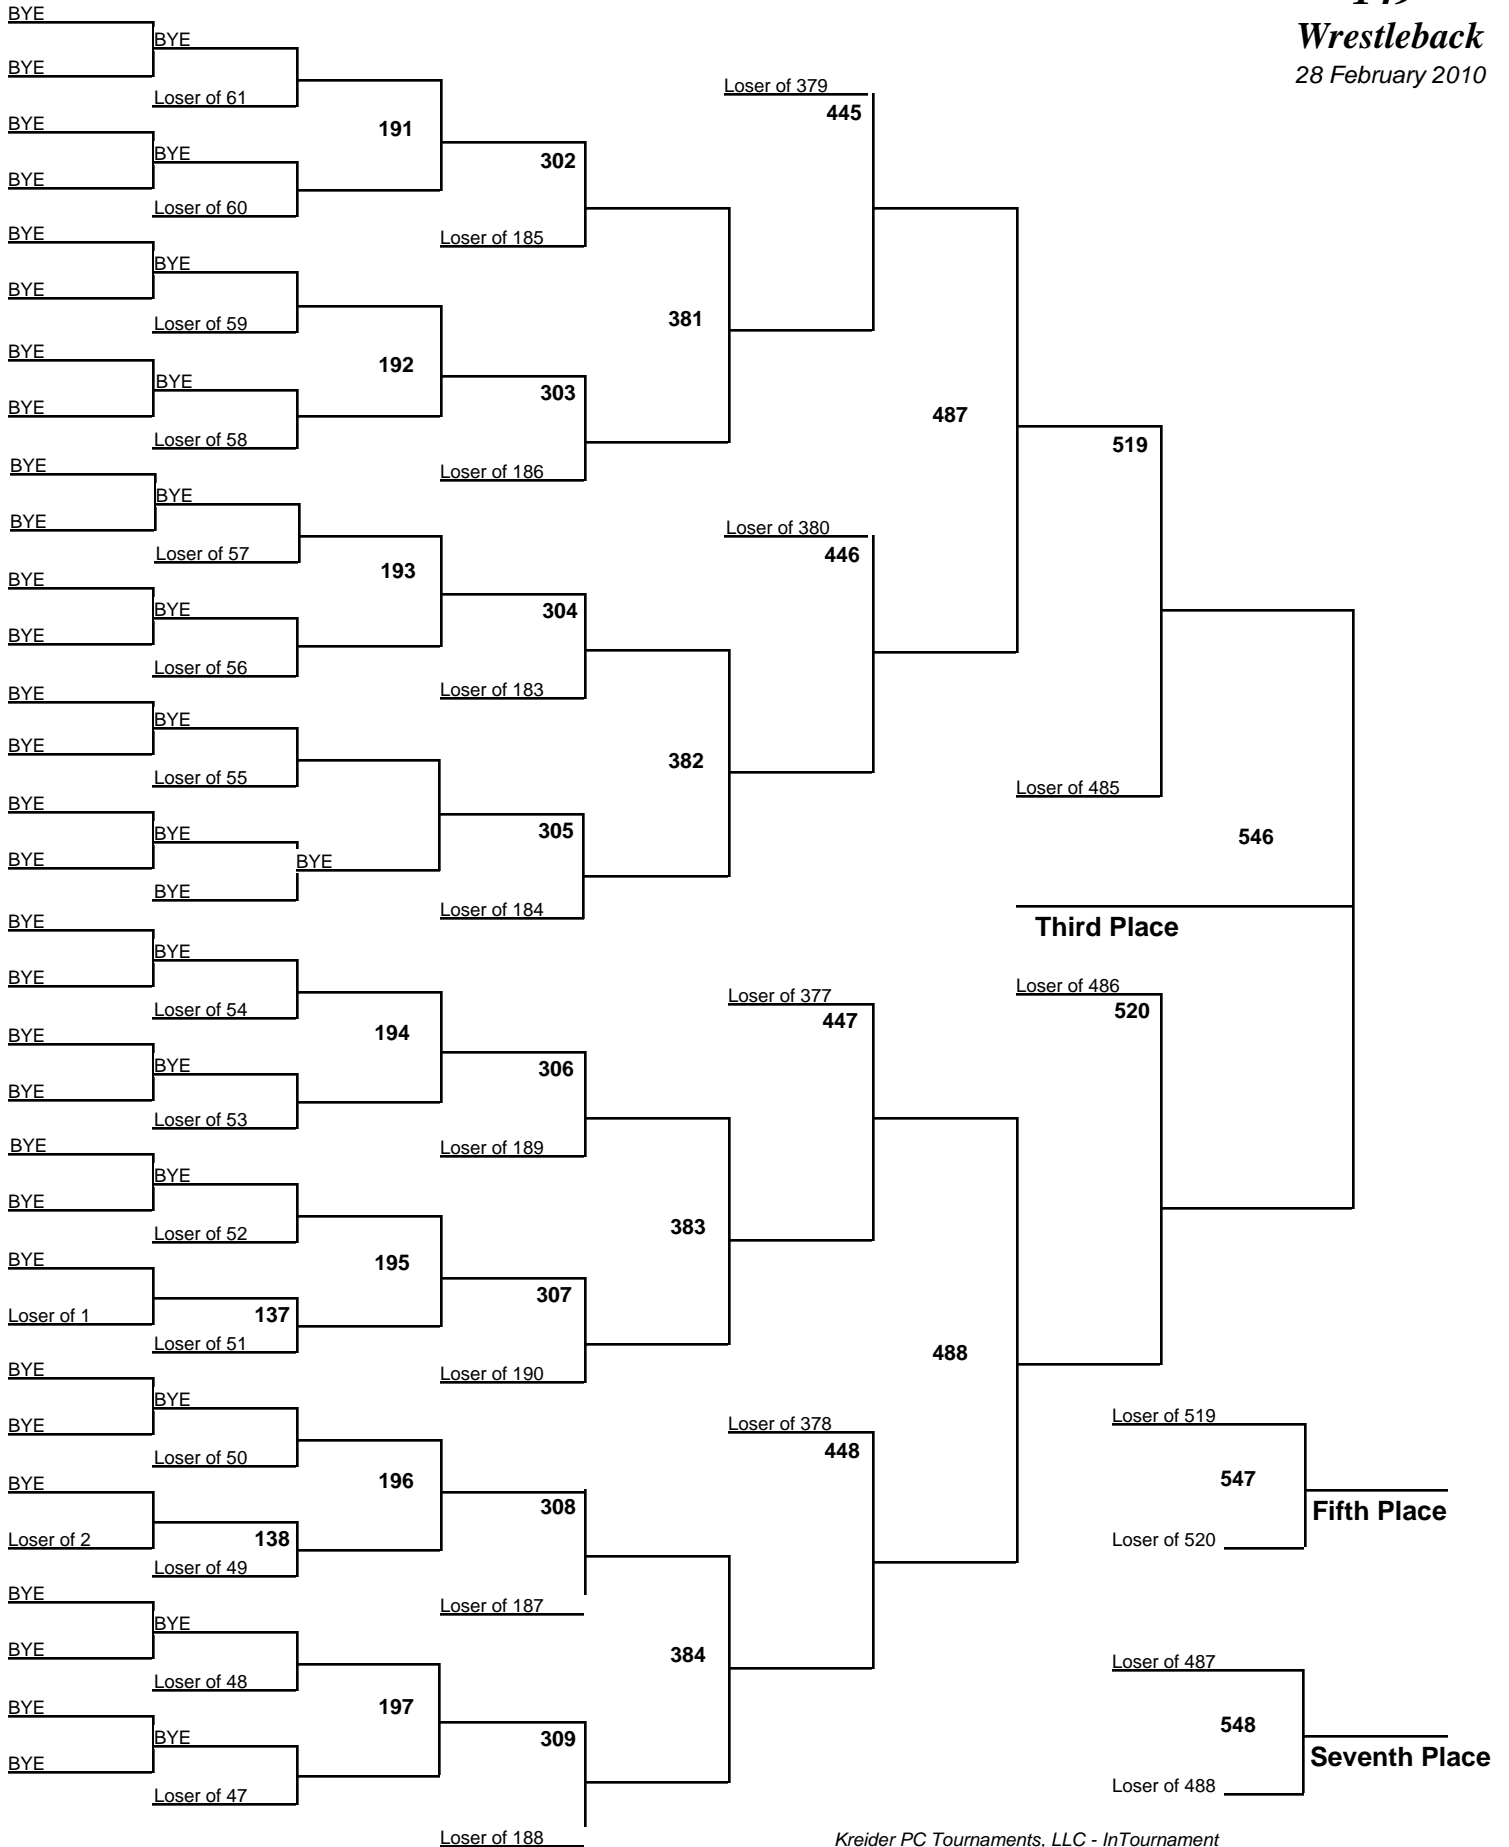 Wrestleback
28 February 2010
BYE
BYE
BYE
Loser of 61
BYE
BYE
BYE
Loser of 60
191
302
Loser of 185
BYE
BYE
BYE
Loser of 59
BYE
BYE
BYE
Loser of 58
192
303
Loser of 186
381
Loser of 379
445
BYE
BYE
BYE
Loser of 57
BYE
BYE
BYE
Loser of 56
193
304
Loser of 183
BYE
BYE
BYE
Loser of 55
BYE
BYE
BYE
BYE
BYE
305
Loser of 184
382
Loser of 380
446
487
519
Loser of 485
546
Third Place
BYE
BYE
BYE
Loser of 54
BYE
BYE
BYE
Loser of 53
194
306
Loser of 189
BYE
BYE
BYE
Loser of 52
BYE
Loser of 1
137
Loser of 51
195
307
Loser of 190
383
Loser of 377
447
Loser of 486
520
BYE
BYE
BYE
Loser of 50
BYE
Loser of 2
138
Loser of 49
196
308
Loser of 187
BYE
BYE
BYE
Loser of 48
BYE
BYE
BYE
Loser of 47
197
309
Loser of 188
384
Loser of 378
448
488
Loser of 519
547
Fifth Place
Loser of 520
Loser of 487
548
Seventh Place
Loser of 488
Kreider PC Tournaments, LLC - InTournament